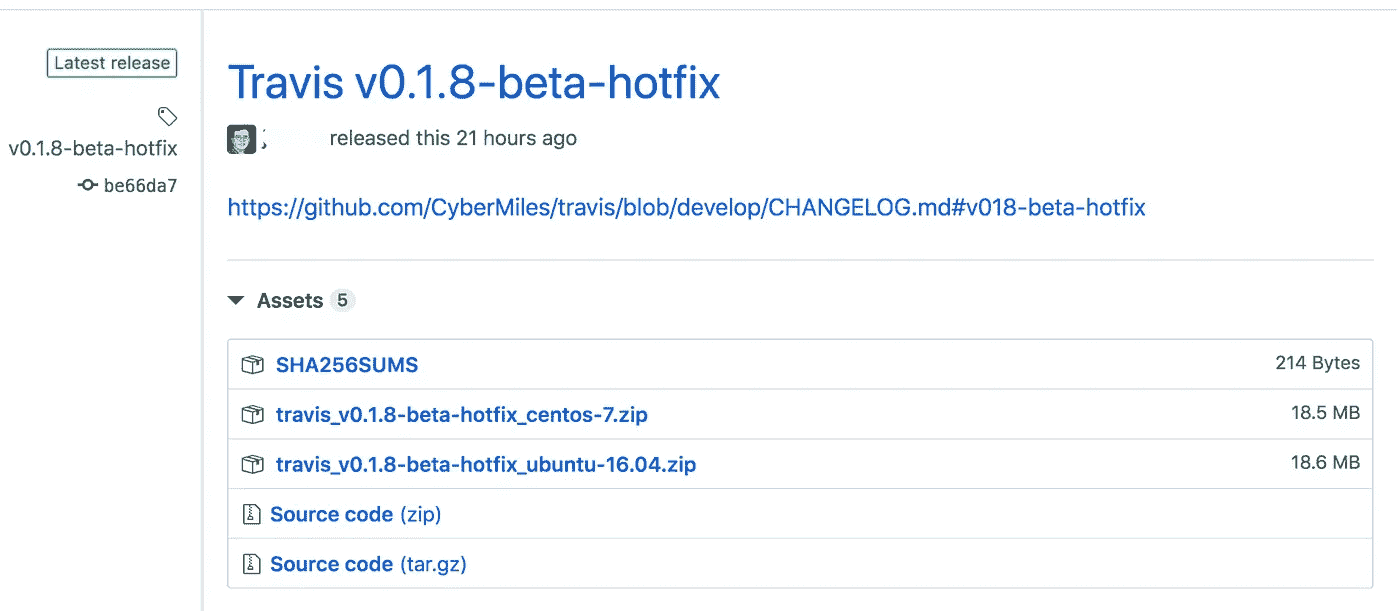 Latest release
v0.1.8-beta-hotfix
be66da7
Travis v0.1.8-beta-hotfix
released this 21 hours ago
https://github.com/CyberMiles/travis/blob/develop/CHANGELOG.md#v018-beta-hotfix
Assets 5
SHA256SUMS 214 Bytes
travis_v0.1.8-beta-hotfix_centos-7.zip 18.5 MB
travis_v0.1.8-beta-hotfix_ubuntu-16.04.zip 18.6 MB
Source code (zip)
Source code (tar.gz)